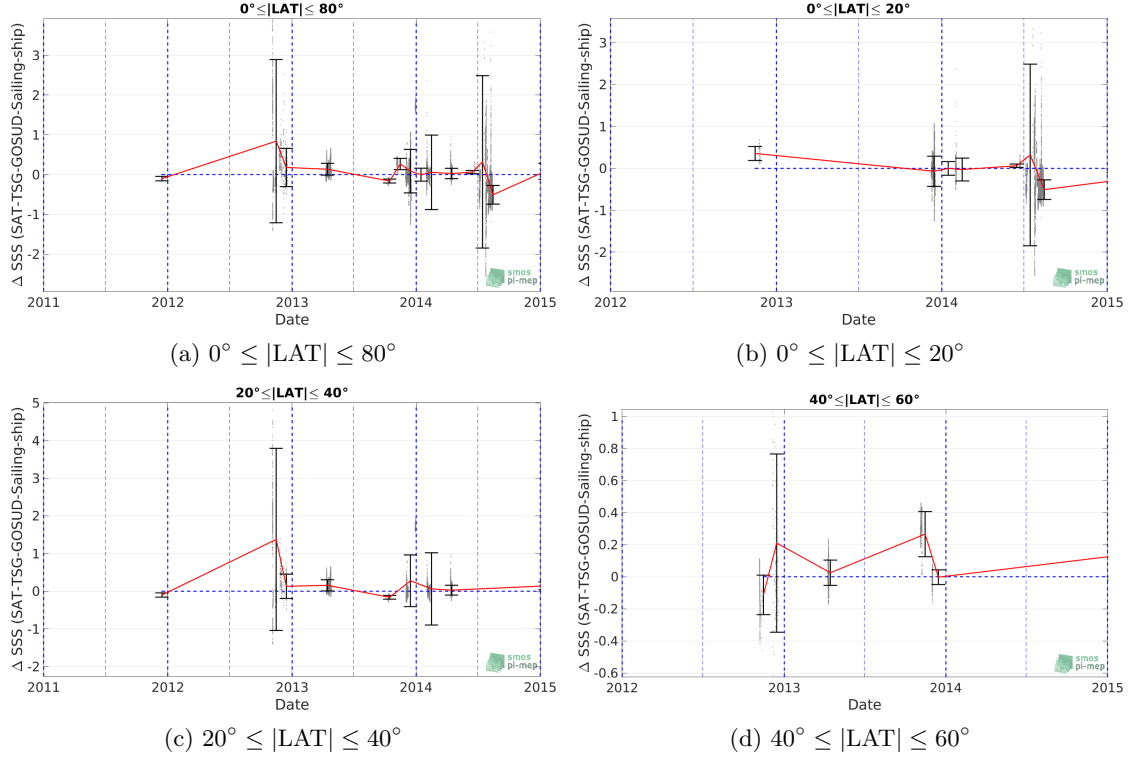 0°≤|LAT|≤ 80°
Δ SSS (SAT-TSG-GOSUD-Sailing-ship)
3
2
1
0
-1
-2
2011 2012 2013 2014 2015
Date
smos
pi-mep
(a) 0° ≤ |LAT| ≤ 80°
0°≤|LAT|≤ 20°
Δ SSS (SAT-TSG-GOSUD-Sailing-ship)
3
2
1
0
-1
-2
2012 2013 2014 2015
Date
smos
pi-mep
(b) 0° ≤ |LAT| ≤ 20°
20°≤|LAT|≤ 40°
Δ SSS (SAT-TSG-GOSUD-Sailing-ship)
5
4
3
2
1
0
-1
-2
2011 2012 2013 2014 2015
Date
smos
pi-mep
(c) 20° ≤ |LAT| ≤ 40°
40°≤|LAT|≤ 60°
Δ SSS (SAT-TSG-GOSUD-Sailing-ship)
1
0.8
0.6
0.4
0.2
0
-0.2
-0.4
-0.6
2012 2013 2014 2015
Date
smos
pi-mep
(d) 40° ≤ |LAT| ≤ 60°